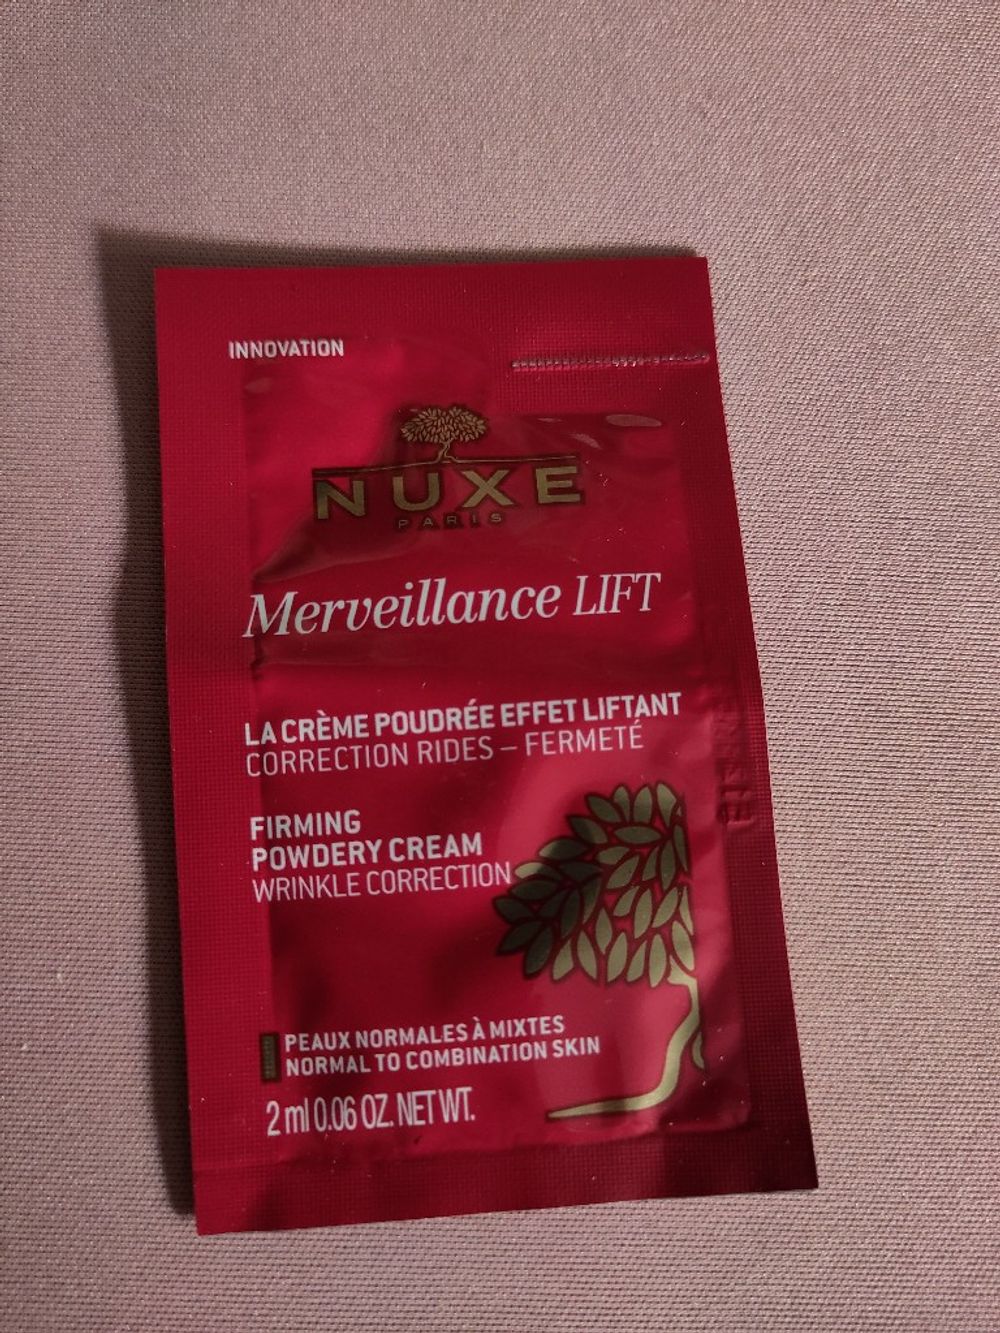 INNOVATION
NUXE
PARIS
Merveillance LIFT
LA CRÈME POUDRÉE EFFET LIFTANT
CORRECTION RIDES – FERMETÉ
FIRMING
POWDERY CREAM
WRINKLE CORRECTION
PEAUX NORMALES À MIXTES
NORMAL TO COMBINATION SKIN
2 ml 0.06 OZ. NET WT.